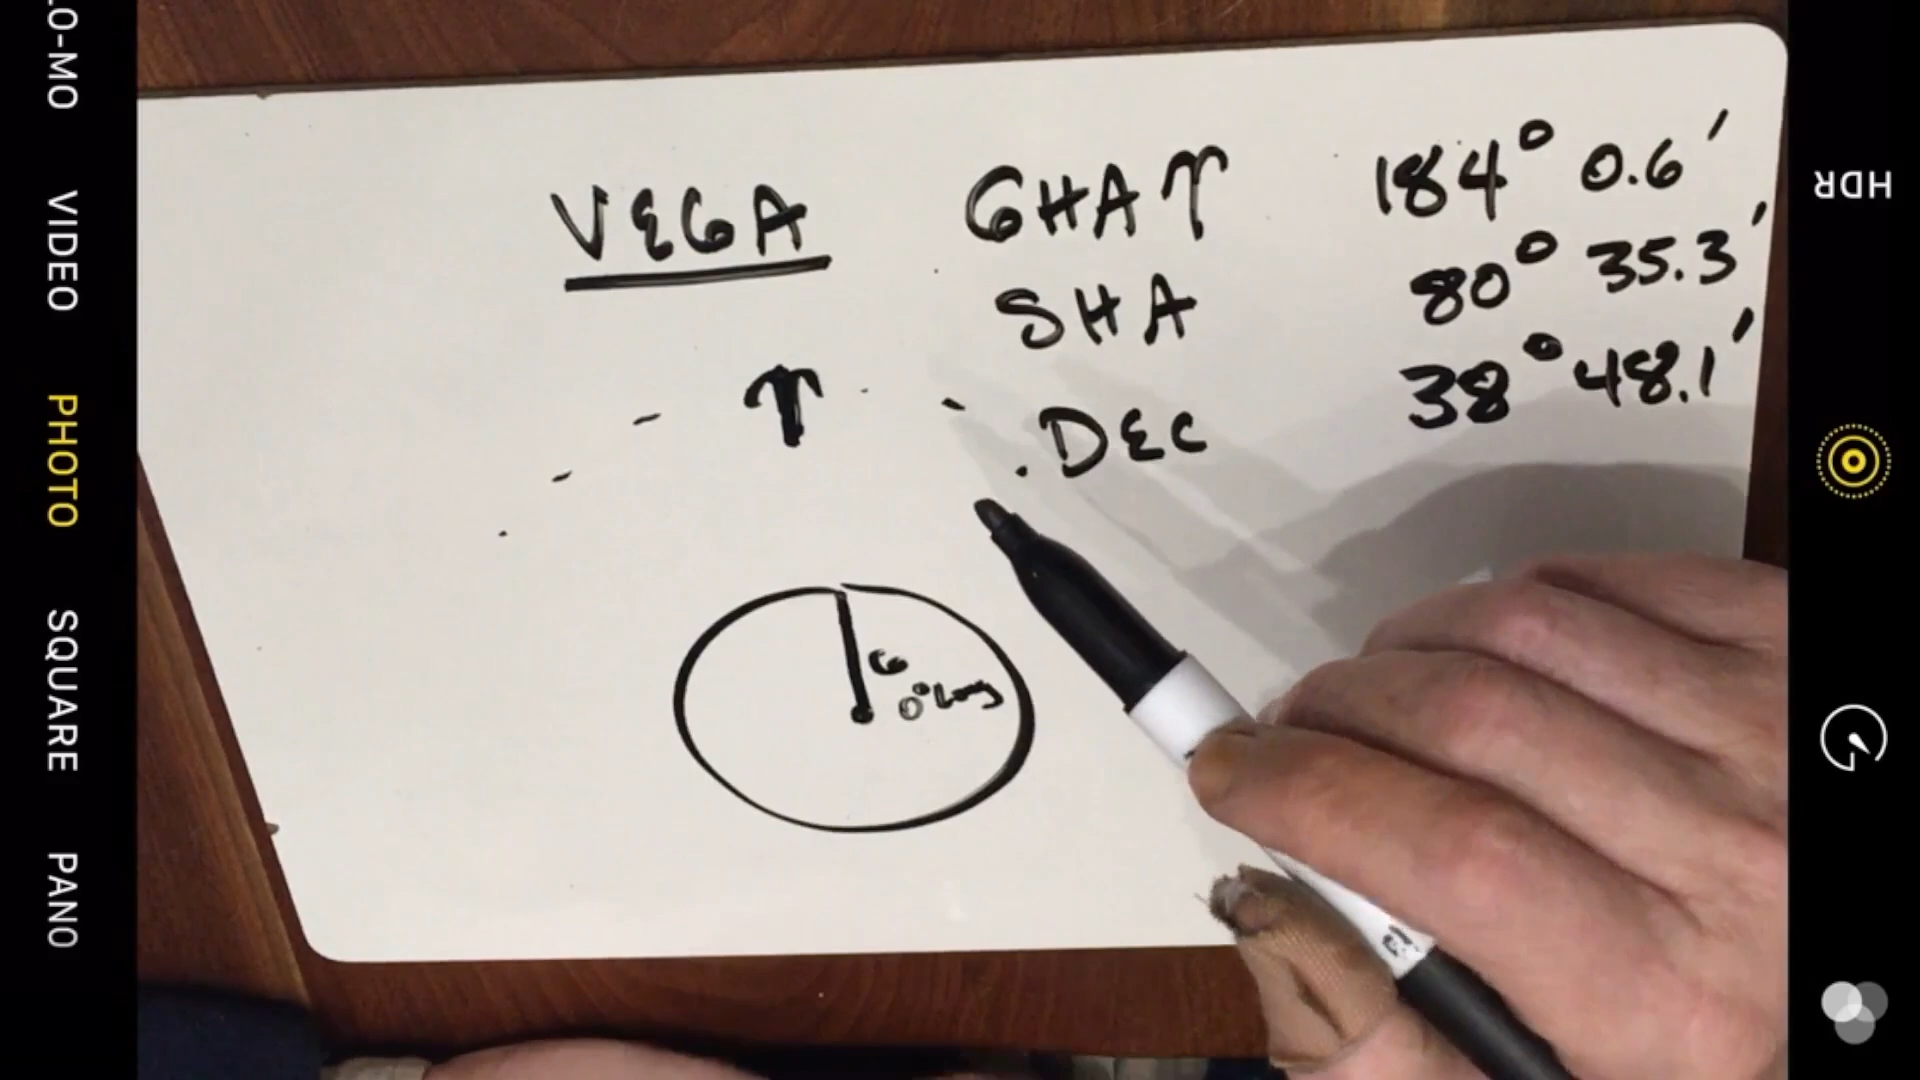 VEGA GHA♈ 184° 0.6'
SHA 80° 35.3'
♈
DEC 38° 48.1'
G
0° Long
LO-MO
VIDEO
PHOTO
SQUARE
PANO
HDR